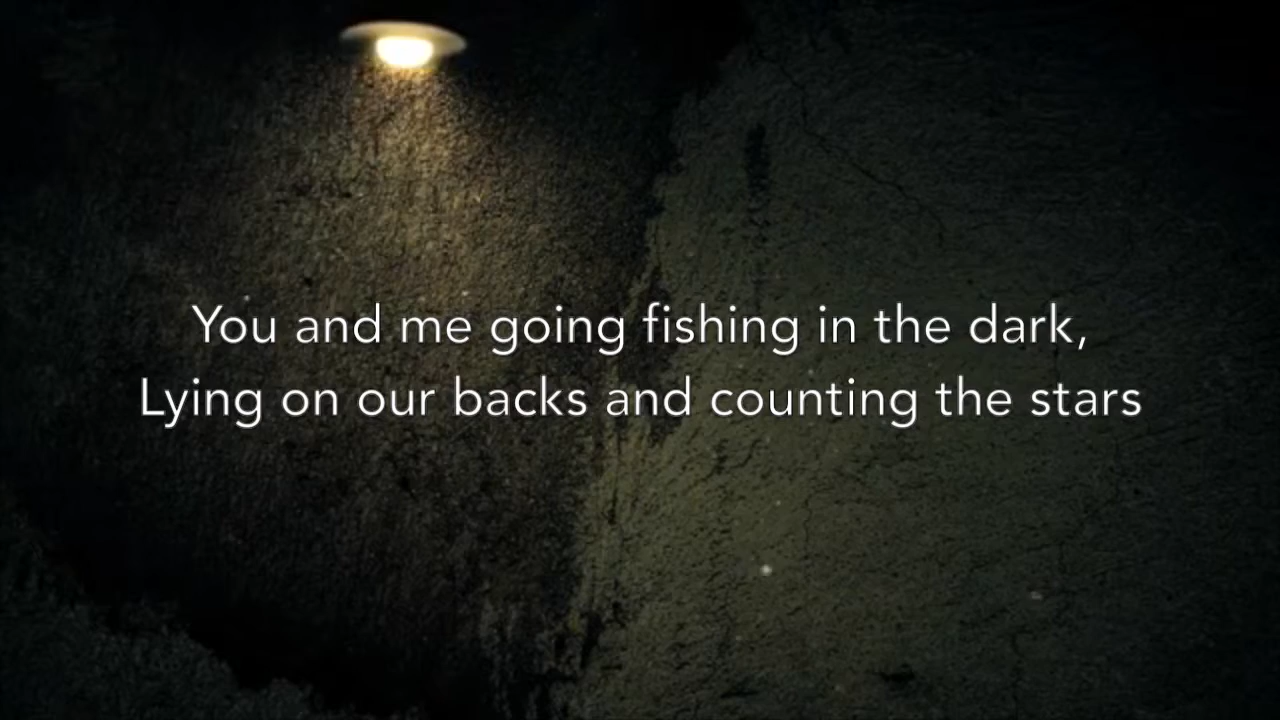 You and me going fishing in the dark,
Lying on our backs and counting the stars